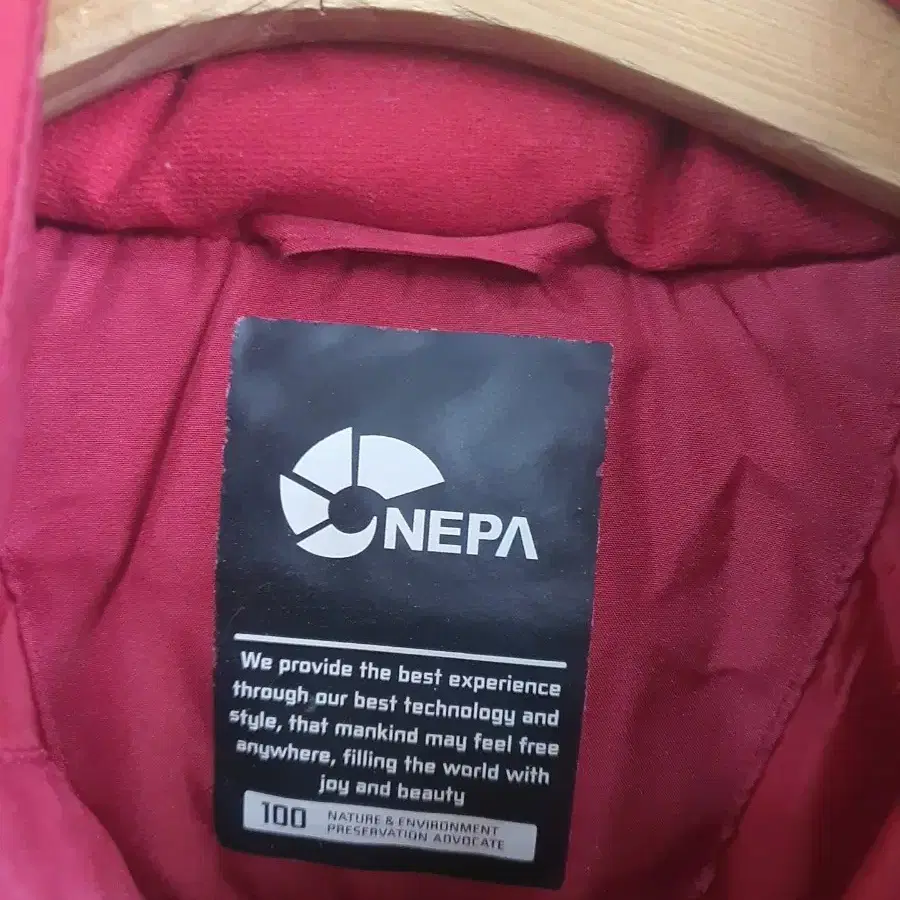 NEPA
We provide the best experience
through our best technology and
style, that mankind may feel free
anywhere, filling the world with
joy and beauty
100 NATURE & ENVIRONMENT
PRESERVATION ADVOCATE